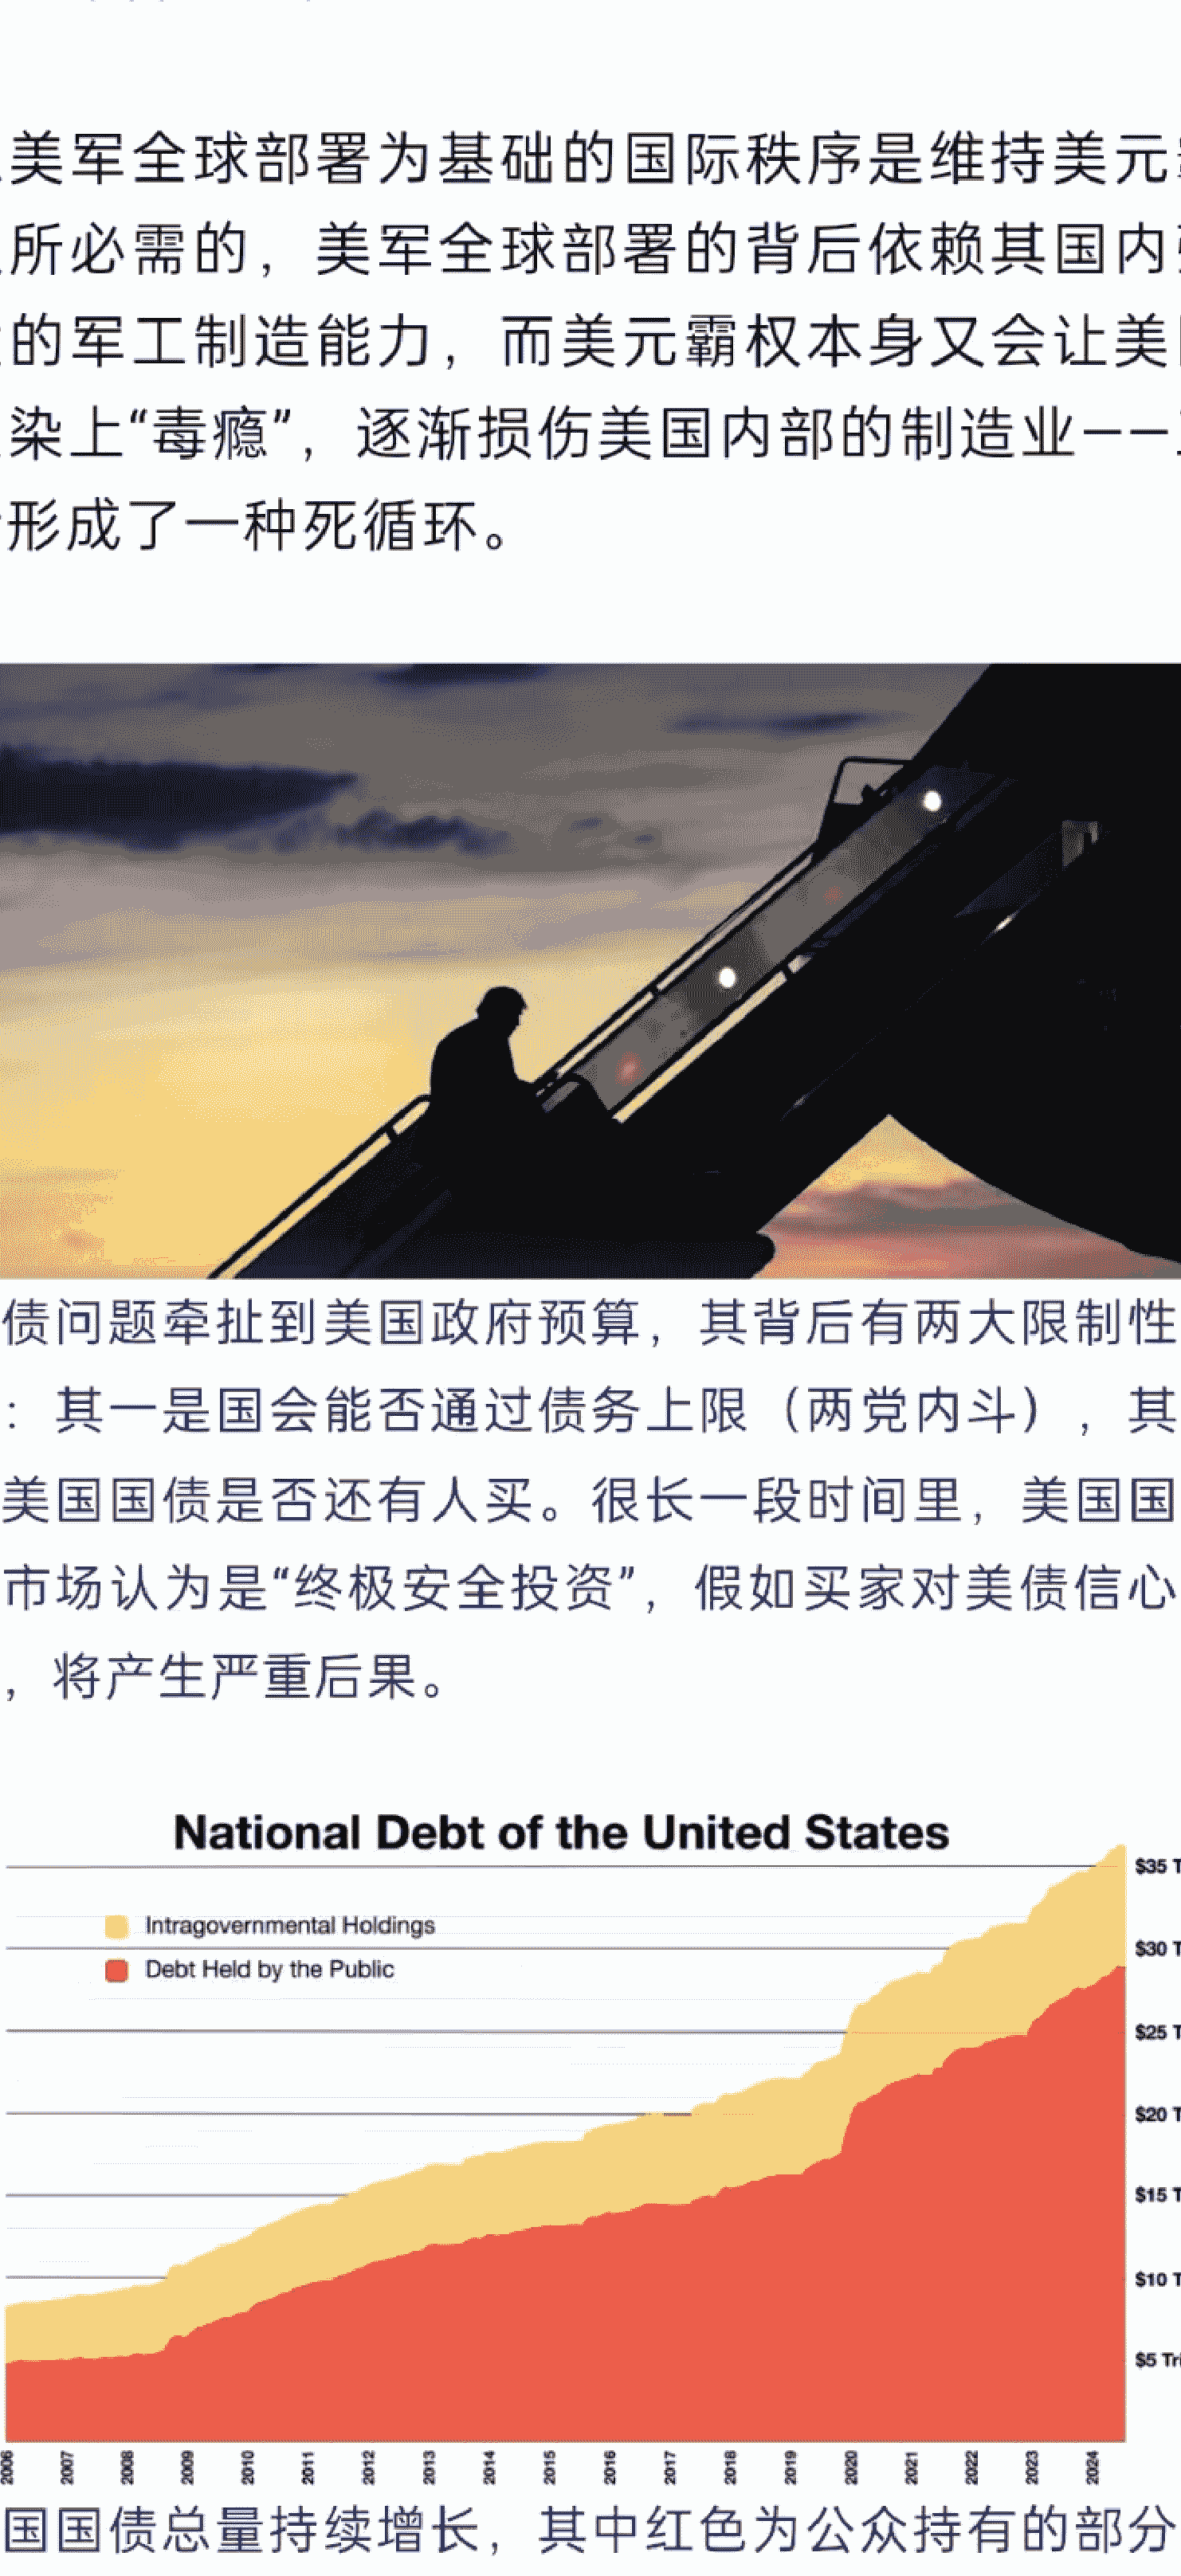 美军全球部署为基础的国际秩序是维持美元
所必需的，美军全球部署的背后依赖其国内
的军工制造能力，而美元霸权本身又会让美
染上“毒瘾”，逐渐损伤美国内部的制造业——
形成了一种死循环。
债问题牵扯到美国政府预算，其背后有两大限制性
：其一是国会能否通过债务上限（两党内斗），其
美国国债是否还有人买。很长一段时间里，美国国
市场认为是“终极安全投资”，假如买家对美债信心
，将产生严重后果。
National Debt of the United States
$35 T
Intragovernmental Holdings
$30 T
Debt Held by the Public
$25 T
$20 T
$15 T
$10 T
$5 Tri
2006 2007 2008 2009 2010 2011 2012 2013 2014 2015 2016 2017 2018 2019 2020 2021 2022 2023 2024
国国债总量持续增长，其中红色为公众持有的部分